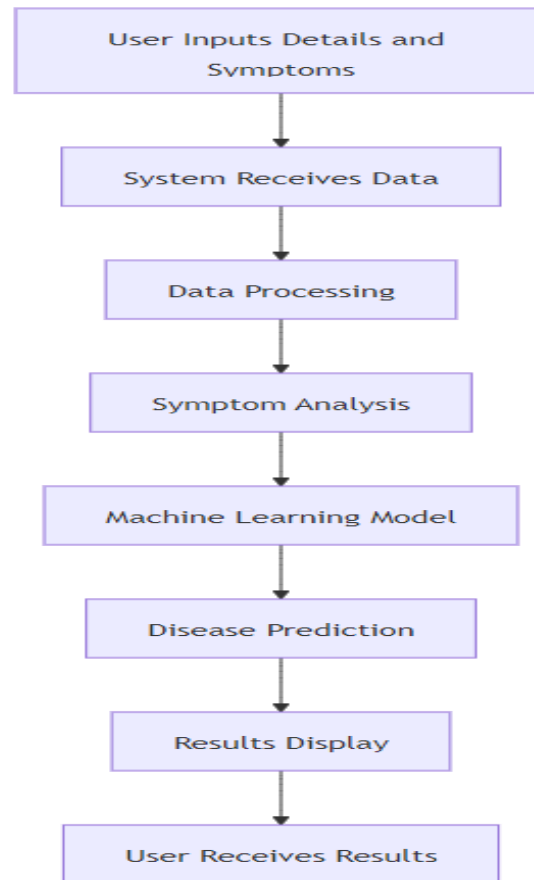 User Inputs Details and
Symptoms
System Receives Data
Data Processing
Symptom Analysis
Machine Learning Model
Disease Prediction
Results Display
User Receives Results